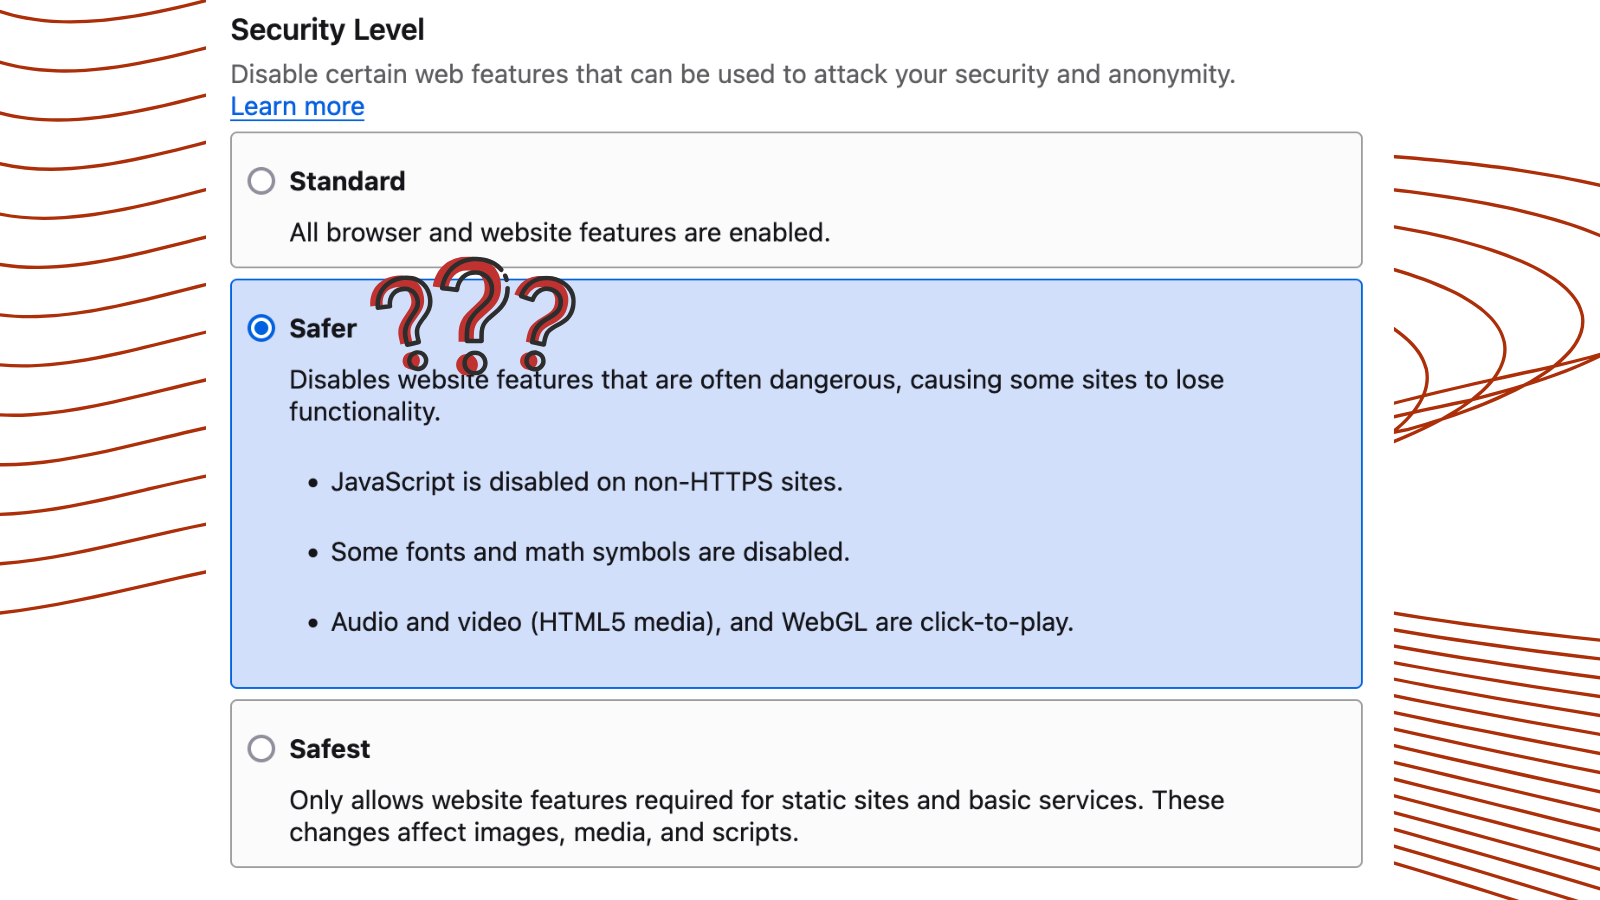 Security Level
Disable certain web features that can be used to attack your security and anonymity.
Learn more
Standard
All browser and website features are enabled.
???
Safer
Disables website features that are often dangerous, causing some sites to lose
functionality.
• JavaScript is disabled on non-HTTPS sites.
• Some fonts and math symbols are disabled.
• Audio and video (HTML5 media), and WebGL are click-to-play.
Safest
Only allows website features required for static sites and basic services. These
changes affect images, media, and scripts.